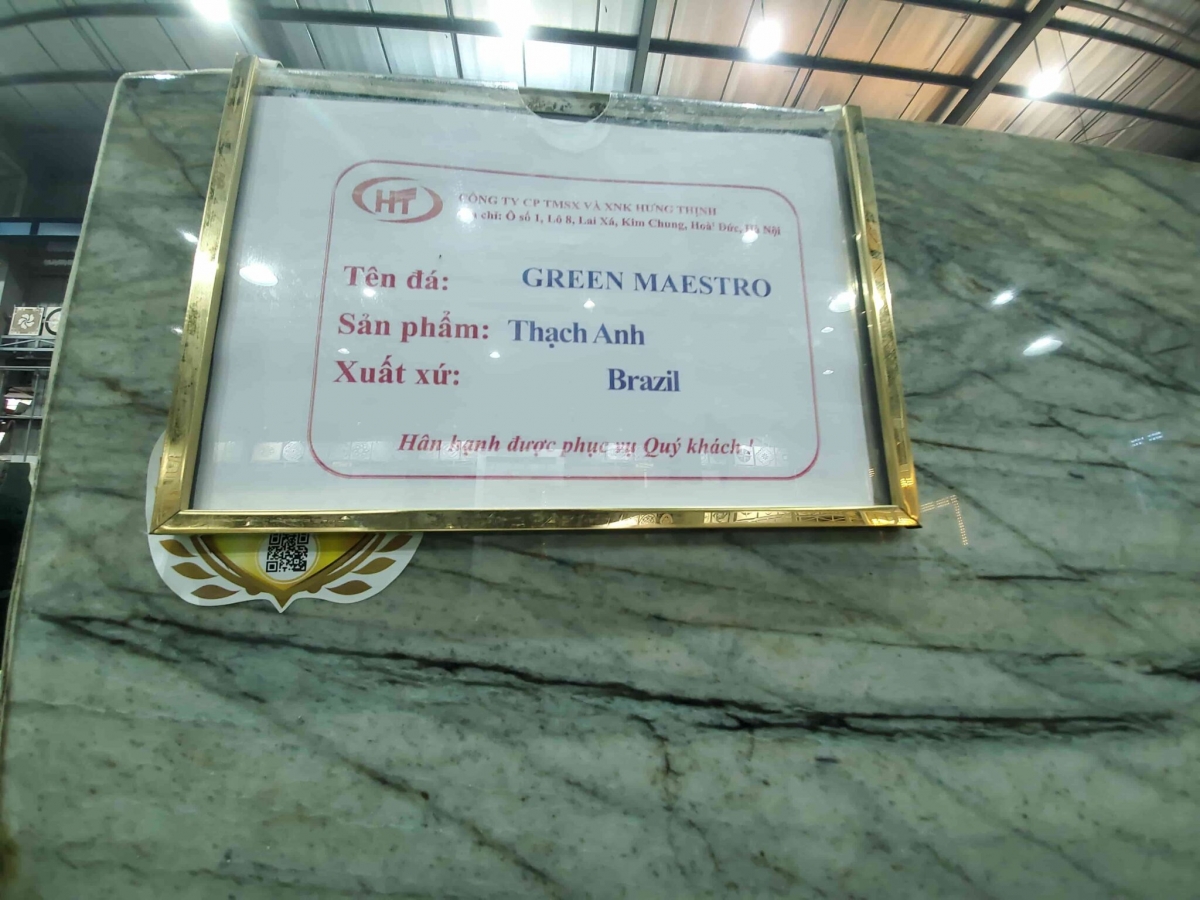 HT
CÔNG TY CP TMSX VÀ XNK HƯNG THỊNH
chỉ: Ô số 1, Lô 8, Lai Xá, Kim Chung, Hoài Đức, Hà Nội
Tên đá: GREEN MAESTRO
Sản phẩm: Thạch Anh
Xuất xứ: Brazil
Hân hạnh được phục vụ Quý khách !